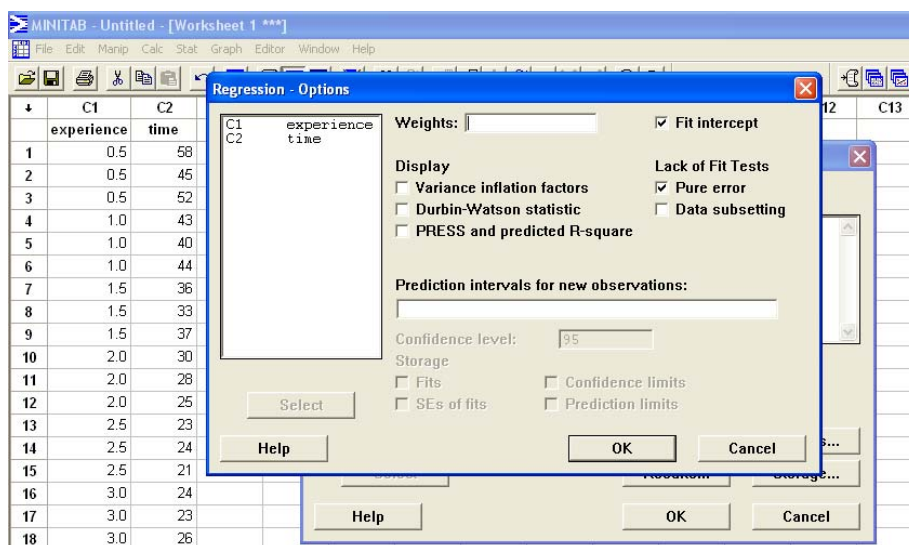 MINITAB - Untitled - [Worksheet 1 ***]
File Edit Manip Calc Stat Graph Editor Window Help
Regression - Options
C1 C2 12 C13
experience time
1 0.5 58
2 0.5 45
3 0.5 52
4 1.0 43
5 1.0 40
6 1.0 44
7 1.5 36
8 1.5 33
9 1.5 37
10 2.0 30
11 2.0 28
12 2.0 25
13 2.5 23
14 2.5 24
15 2.5 21
16 3.0 24
17 3.0 23
18 3.0 26
C1 experience
C2 time
Weights:
Fit intercept
Display
Variance inflation factors
Durbin-Watson statistic
PRESS and predicted R-square
Lack of Fit Tests
Pure error
Data subsetting
Prediction intervals for new observations:
Confidence level: 95
Storage
Fits Confidence limits
SEs of fits Prediction limits
Select
Help OK Cancel
s...
Storage...
Help OK Cancel